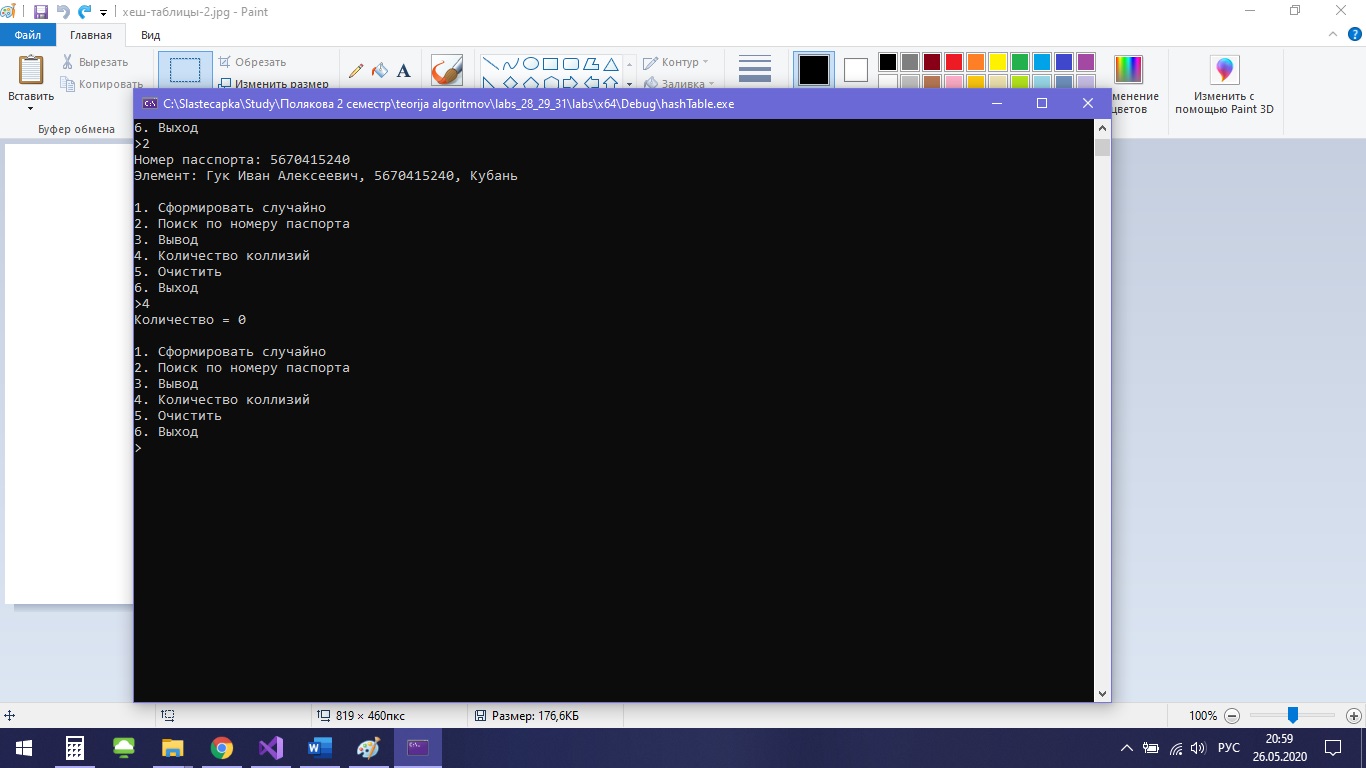 хеш-таблицы-2.jpg - Paint
Файл Главная Вид
Вставить
Вырезать
Копировать
Буфер обмена
Обрезать
Изменить размер
A
Контур
Заливка
Изменить с
помощью Paint 3D
C:\Slastecapka\Study\Полякова 2 семестр\teorija algoritmov\labs_28_29_31\labs\x64\Debug\hashTable.exe
6. Выход
>2
Номер пасспорта: 5670415240
Элемент: Гук Иван Алексеевич, 5670415240, Кубань
1. Сформировать случайно
2. Поиск по номеру паспорта
3. Вывод
4. Количество коллизий
5. Очистить
6. Выход
>4
Количество = 0
1. Сформировать случайно
2. Поиск по номеру паспорта
3. Вывод
4. Количество коллизий
5. Очистить
6. Выход
>
819 × 460пкс
Размер: 176,6КБ
100%
РУС
20:59
26.05.2020